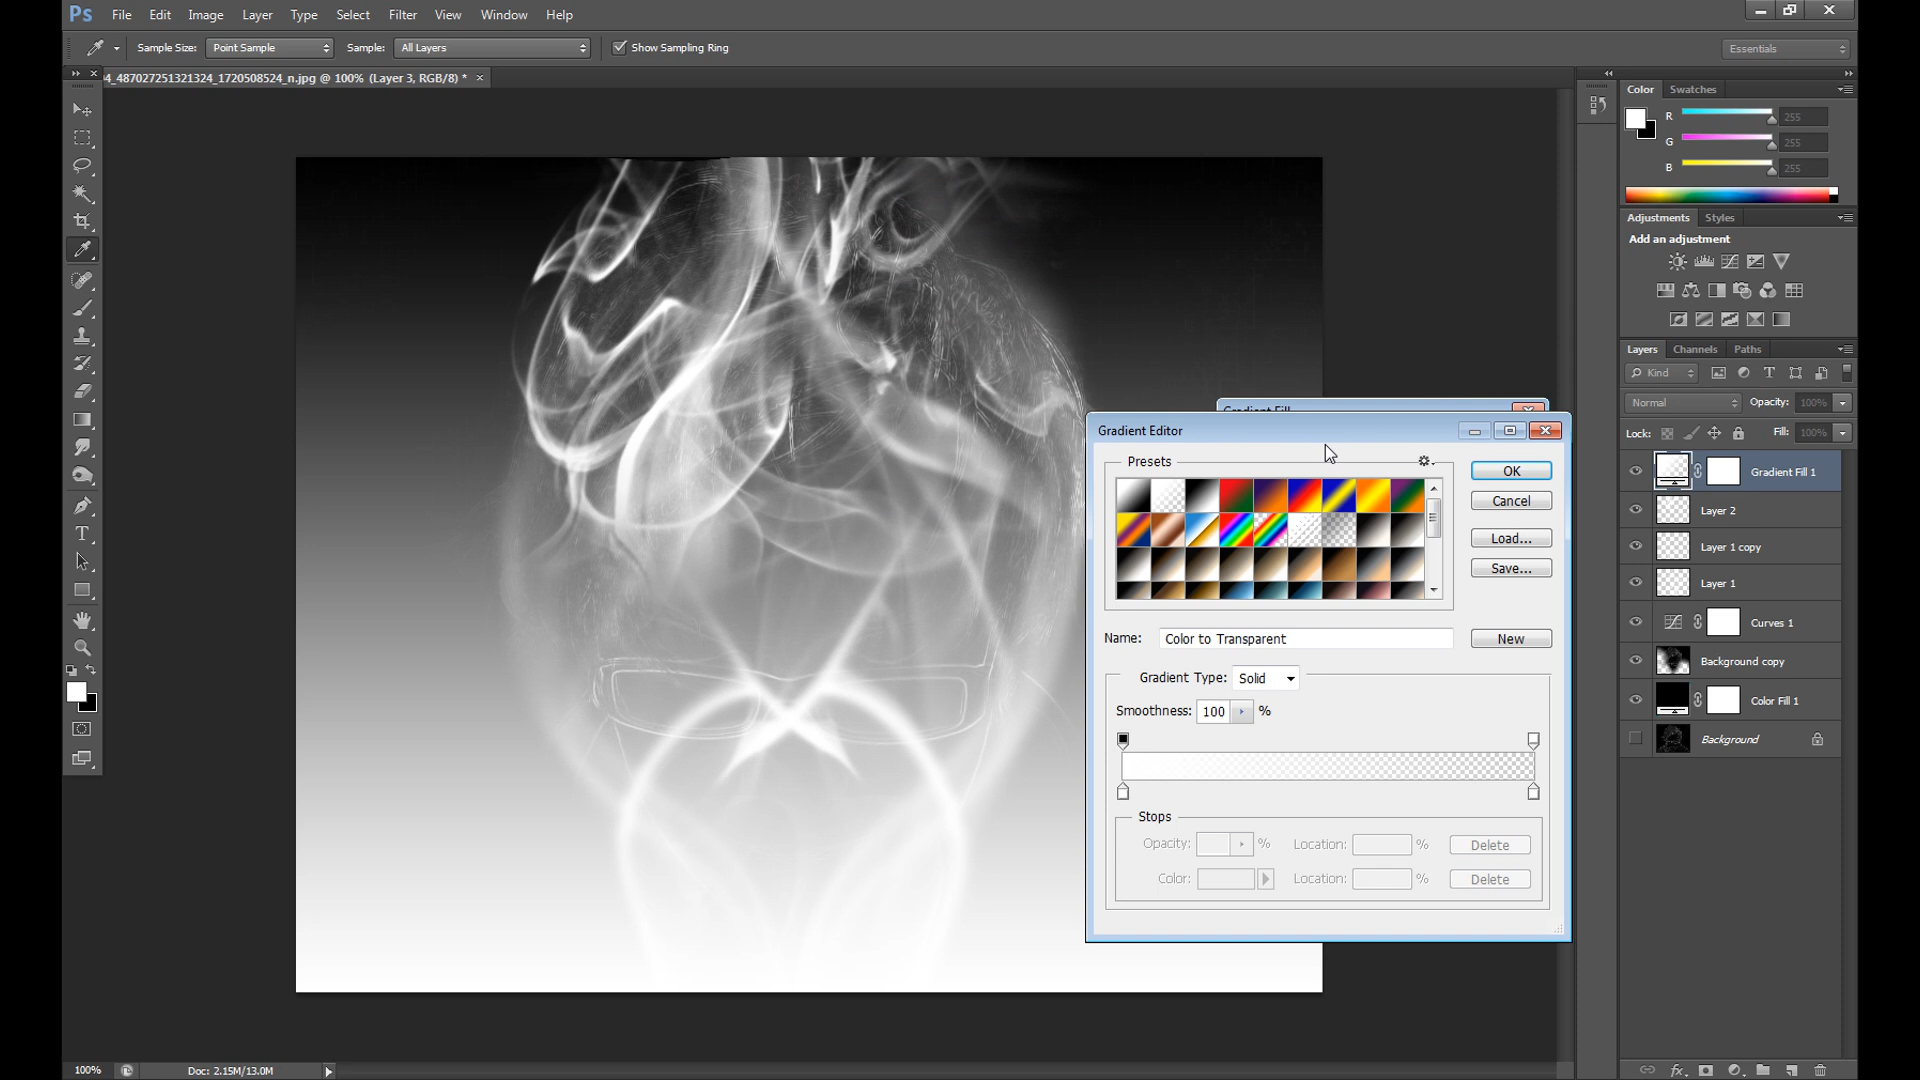 Ps File Edit Image Layer Type Select Filter View Window Help
Sample Size: Point Sample Sample: All Layers Show Sampling Ring Essentials
4_487027251321324_1720508524_n.jpg @ 100% (Layer 3, RGB/8) *
Color Swatches
R 255
G 255
B 255
Adjustments Styles
Add an adjustment
Layers Channels Paths
Kind
Normal Opacity: 100%
Lock: Fill: 100%
Gradient Fill 1
Layer 2
Layer 1 copy
Layer 1
Curves 1
Background copy
Color Fill 1
Background
Gradient Fill
Gradient Editor
Presets
OK
Cancel
Load...
Save...
Name: Color to Transparent New
Gradient Type: Solid
Smoothness: 100 %
Stops
Opacity: % Location: % Delete
Color: Location: % Delete
100% Doc: 2.15M/13.0M